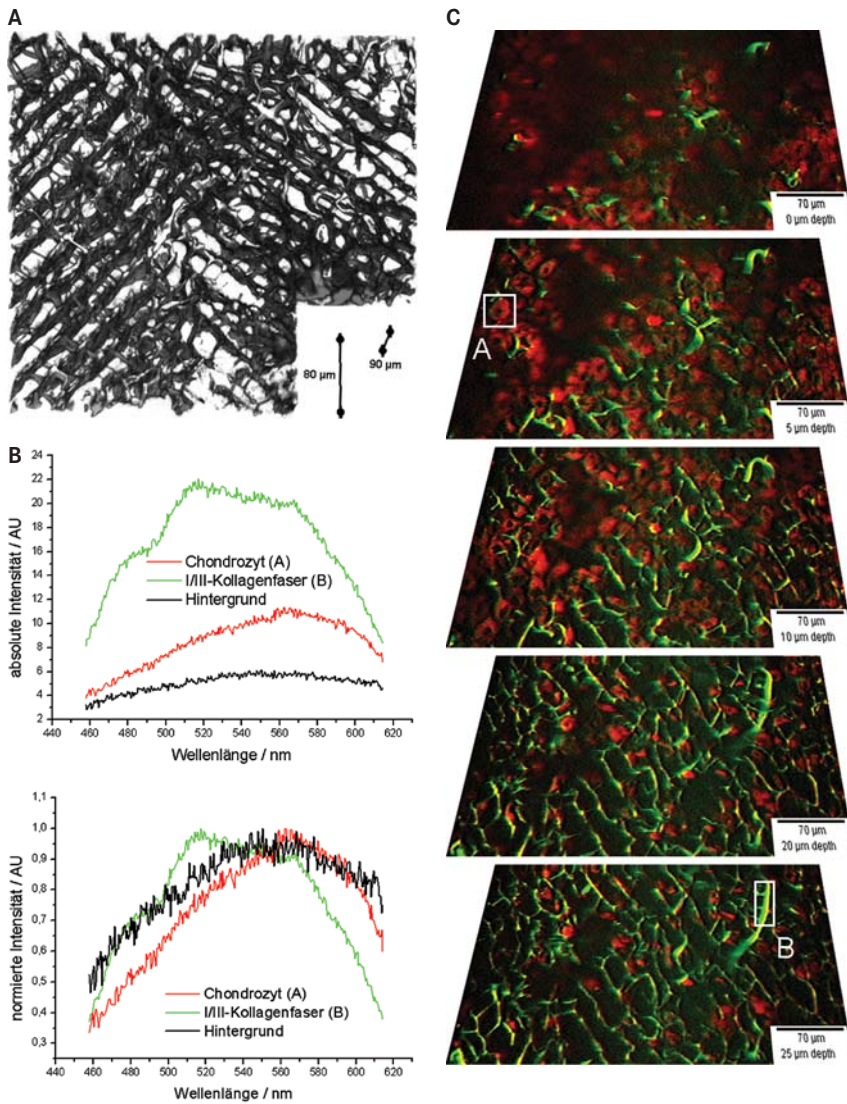 A
80 µm
90 µm
B
24
22
20
18
16
14
12
10
8
6
4
2
absolute Intensität / AU
Chondrozyt (A)
I/III-Kollagenfaser (B)
Hintergrund
440 460 480 500 520 540 560 580 600 620
Wellenlänge / nm
1,1
1,0
0,9
0,8
0,7
0,6
0,5
0,4
0,3
normierte Intensität / AU
Chondrozyt (A)
I/III-Kollagenfaser (B)
Hintergrund
440 460 480 500 520 540 560 580 600 620
Wellenlänge / nm
C
70 µm
0 µm depth
A
70 µm
5 µm depth
70 µm
10 µm depth
70 µm
20 µm depth
B
70 µm
25 µm depth